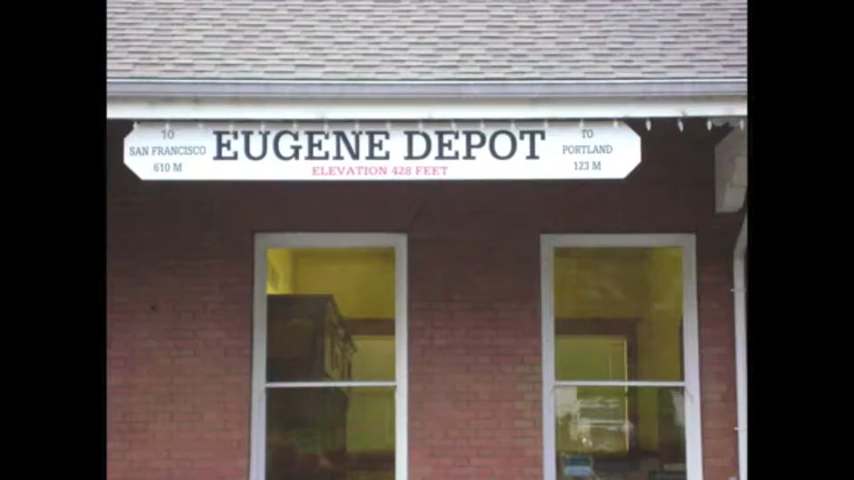 TO
SAN FRANCISCO
610 M
EUGENE DEPOT
ELEVATION 428 FEET
TO
PORTLAND
123 M